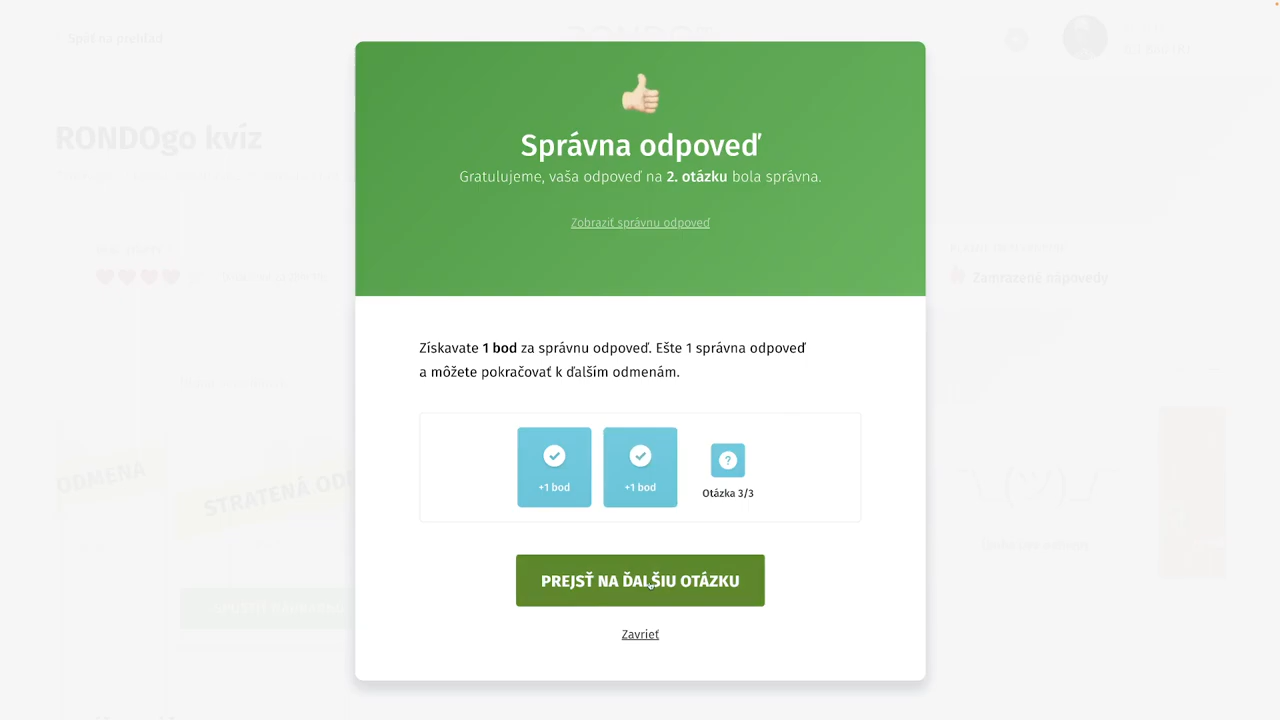 Späť na prehľad
RONDOgo kvíz
Správna odpoveď
Gratulujeme, vaša odpoveď na 2. otázku bola správna.
Zobraziť správnu odpoveď
Zamrazené nápovedy
ODMENA
STRATENÁ
Získavate 1 bod za správnu odpoveď. Ešte 1 správna odpoveď
a môžete pokračovať k ďalším odmenám.
+1 bod
+1 bod
?
Otázka 3/3
PREJSŤ NA ĎALŠIU OTÁZKU
Zavrieť